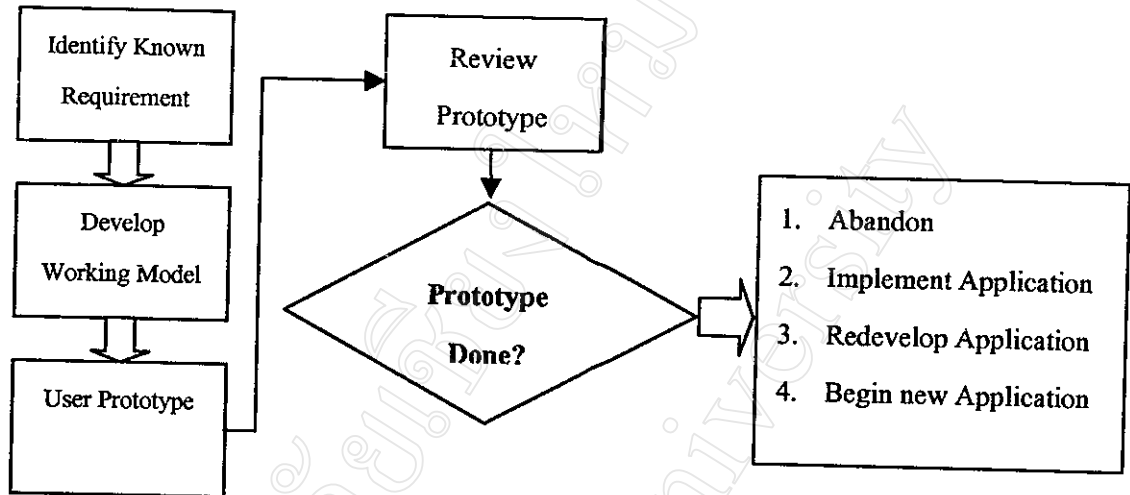 Identify Known
Requirement
Develop
Working Model
User Prototype
Review
Prototype
Prototype
Done?
1. Abandon
2. Implement Application
3. Redevelop Application
4. Begin new Application
University